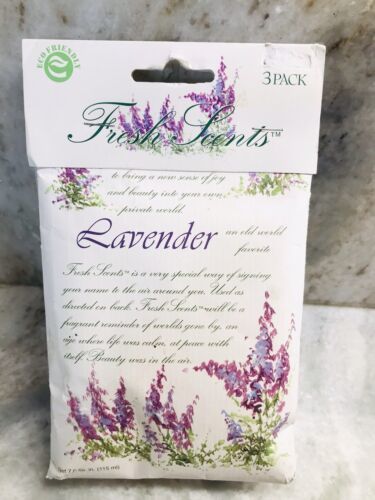 ECO FRIENDLY
3 PACK
Fresh Scents™
to bring a new sense of joy
and beauty into your own
private world.
Lavender an old world
favorite
Fresh Scents™ is a very special way of signing
your name to the air around you. Used as
directed on back, Fresh Scents™ will be a
fragrant reminder of worlds gone by, an
age where life was calm, at peace with
itself. Beauty was in the air.
(115 ml)